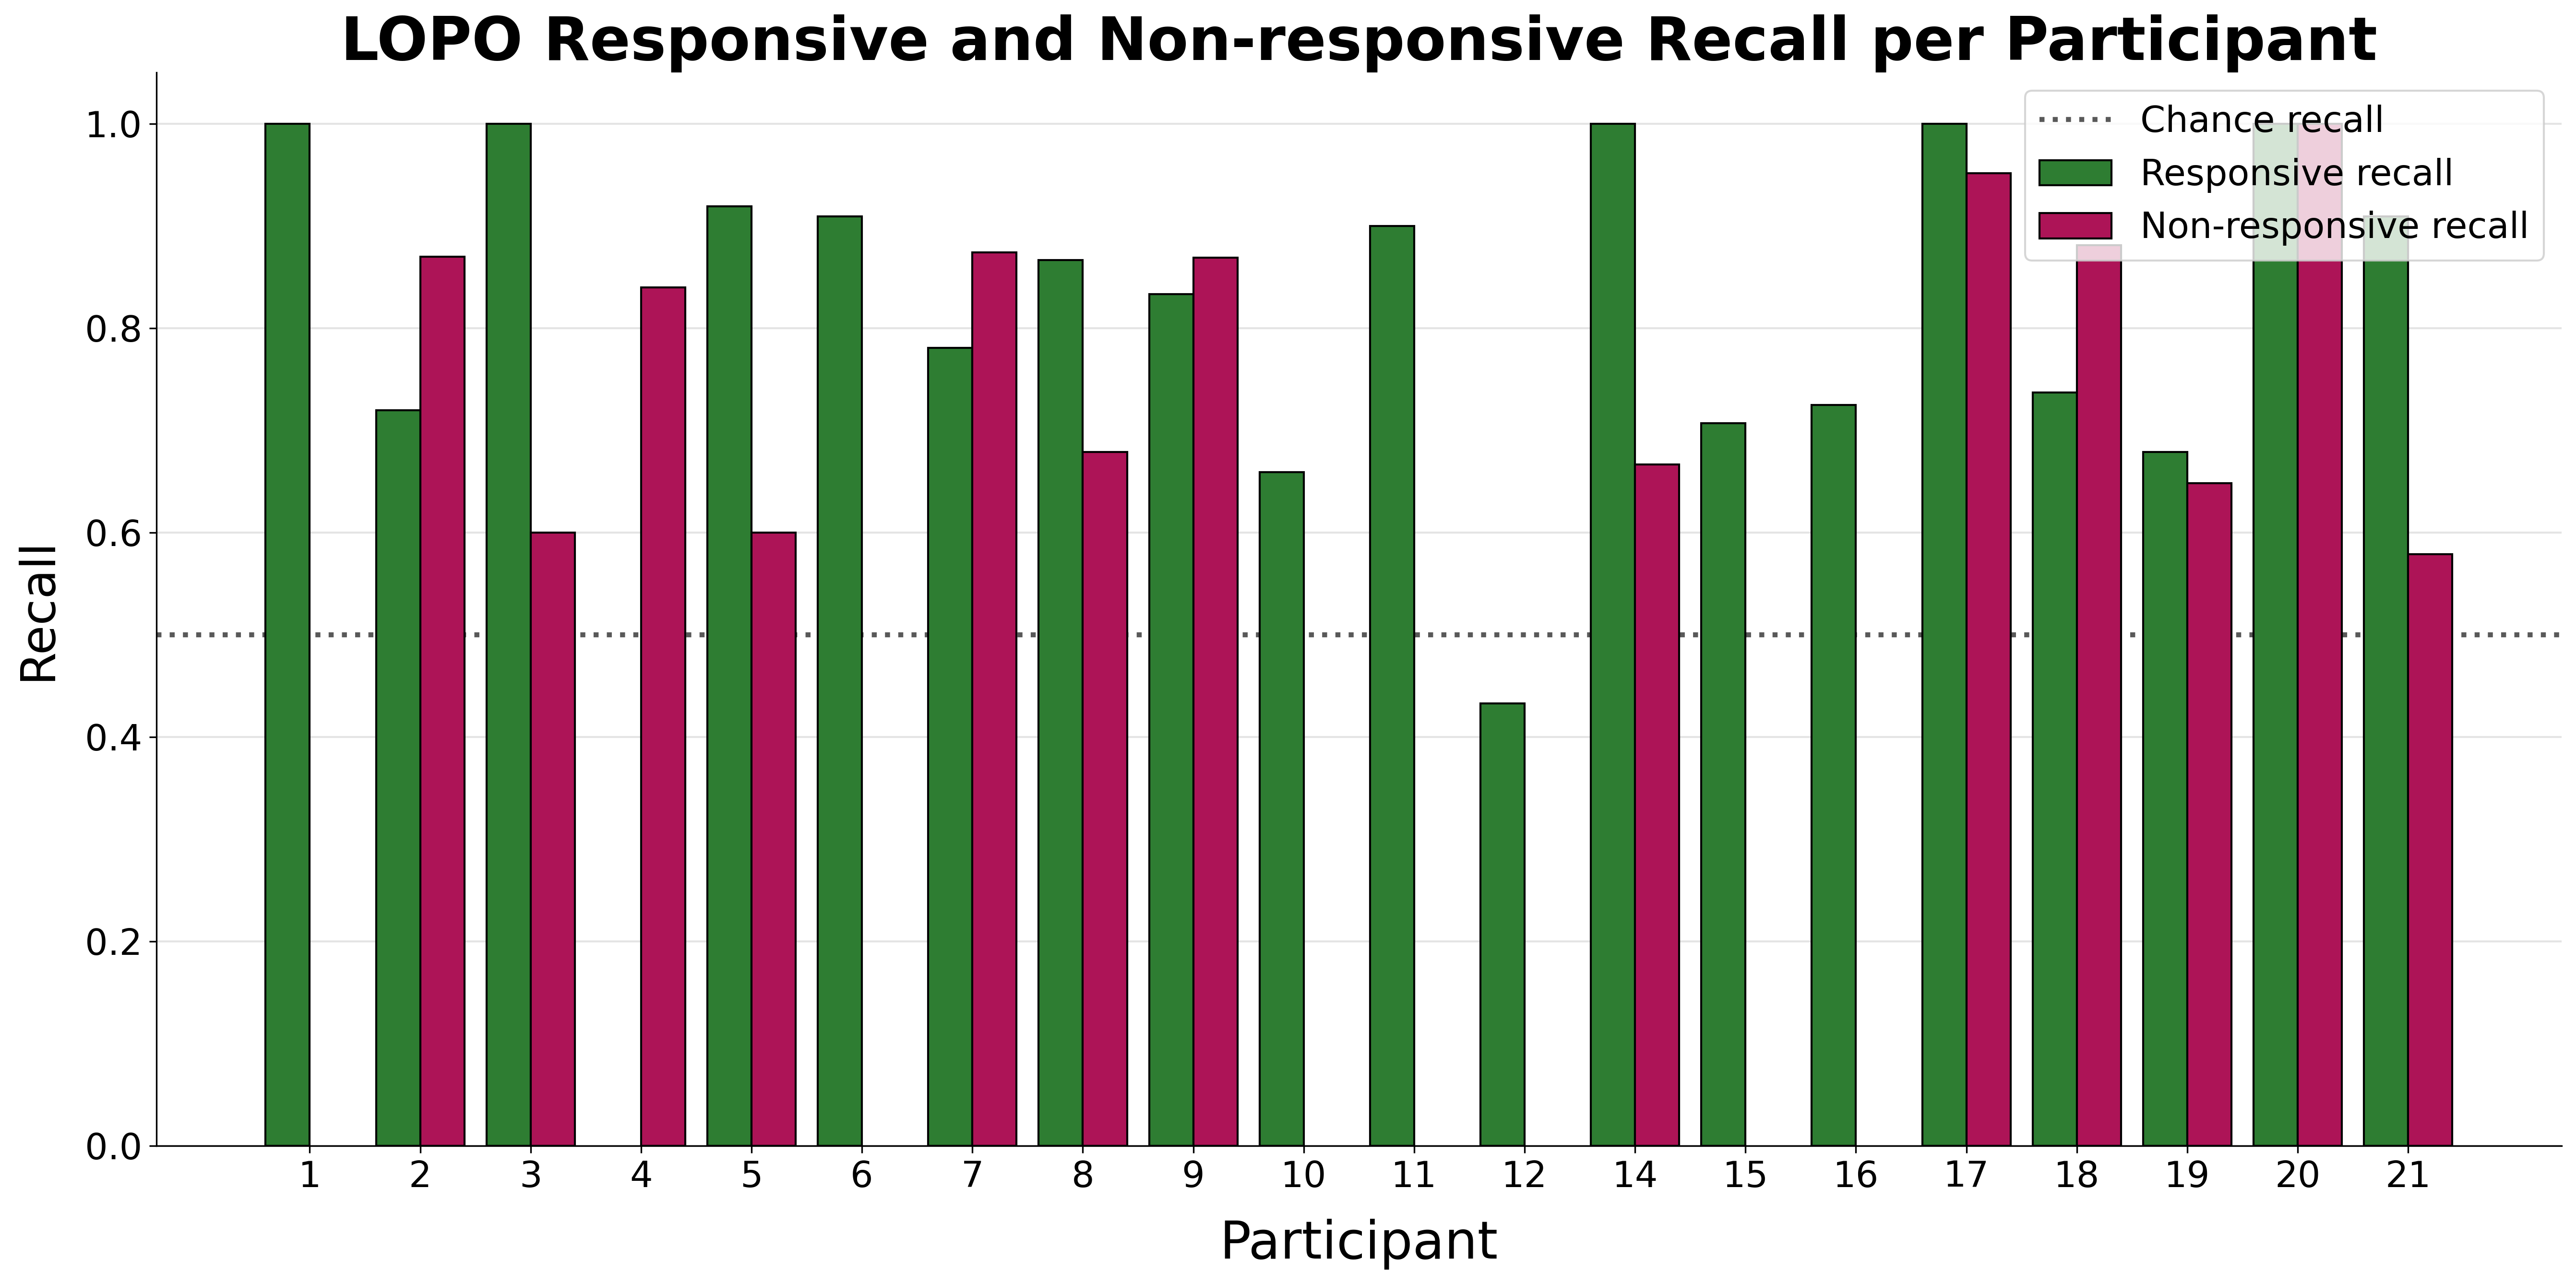 LOPO Responsive and Non-responsive Recall per Participant
1.0
0.8
0.6
0.4
0.2
0.0
Recall
Chance recall
Responsive recall
Non-responsive recall
1 2 3 4 5 6 7 8 9 10 11 12 14 15 16 17 18 19 20 21
Participant